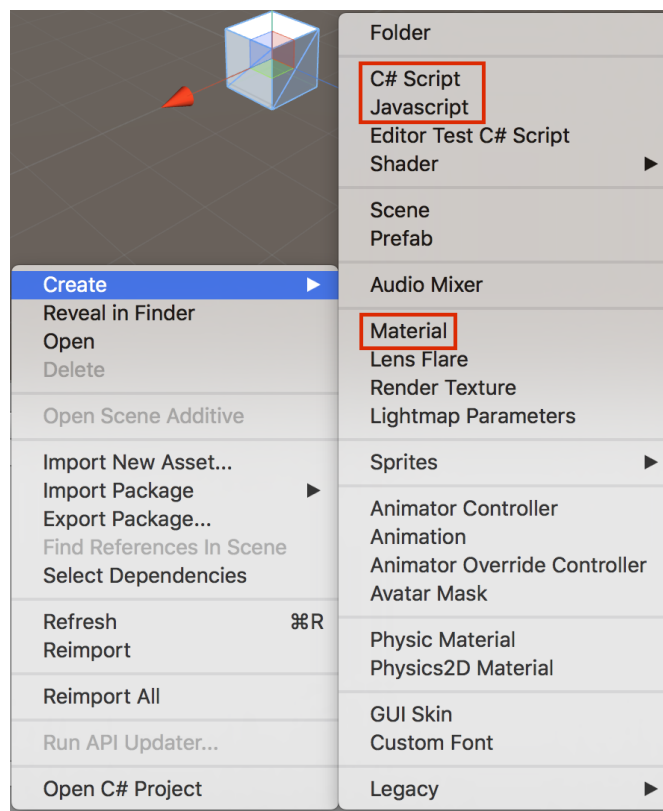 Create
Reveal in Finder
Open
Delete
Open Scene Additive
Import New Asset...
Import Package
Export Package...
Find References In Scene
Select Dependencies
Refresh ⌘R
Reimport
Reimport All
Run API Updater...
Open C# Project
Folder
C# Script
Javascript
Editor Test C# Script
Shader
Scene
Prefab
Audio Mixer
Material
Lens Flare
Render Texture
Lightmap Parameters
Sprites
Animator Controller
Animation
Animator Override Controller
Avatar Mask
Physic Material
Physics2D Material
GUI Skin
Custom Font
Legacy